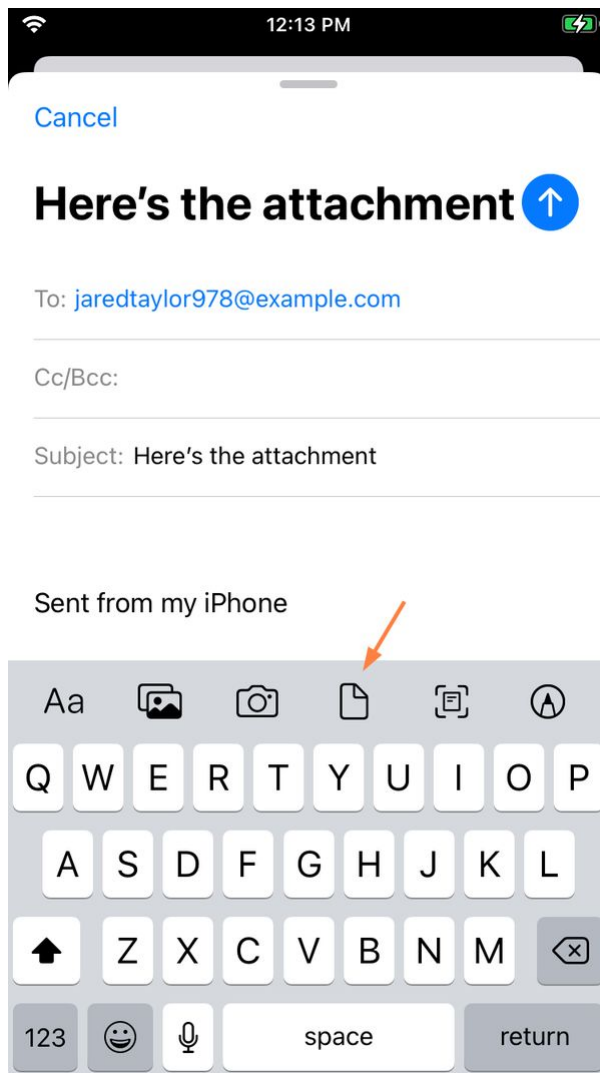 12:13 PM
Cancel
Here's the attachment
To: jaredtaylor978@example.com
Cc/Bcc:
Subject: Here's the attachment
Sent from my iPhone
Aa
Q W E R T Y U I O P
A S D F G H J K L
Z X C V B N M
123 space return